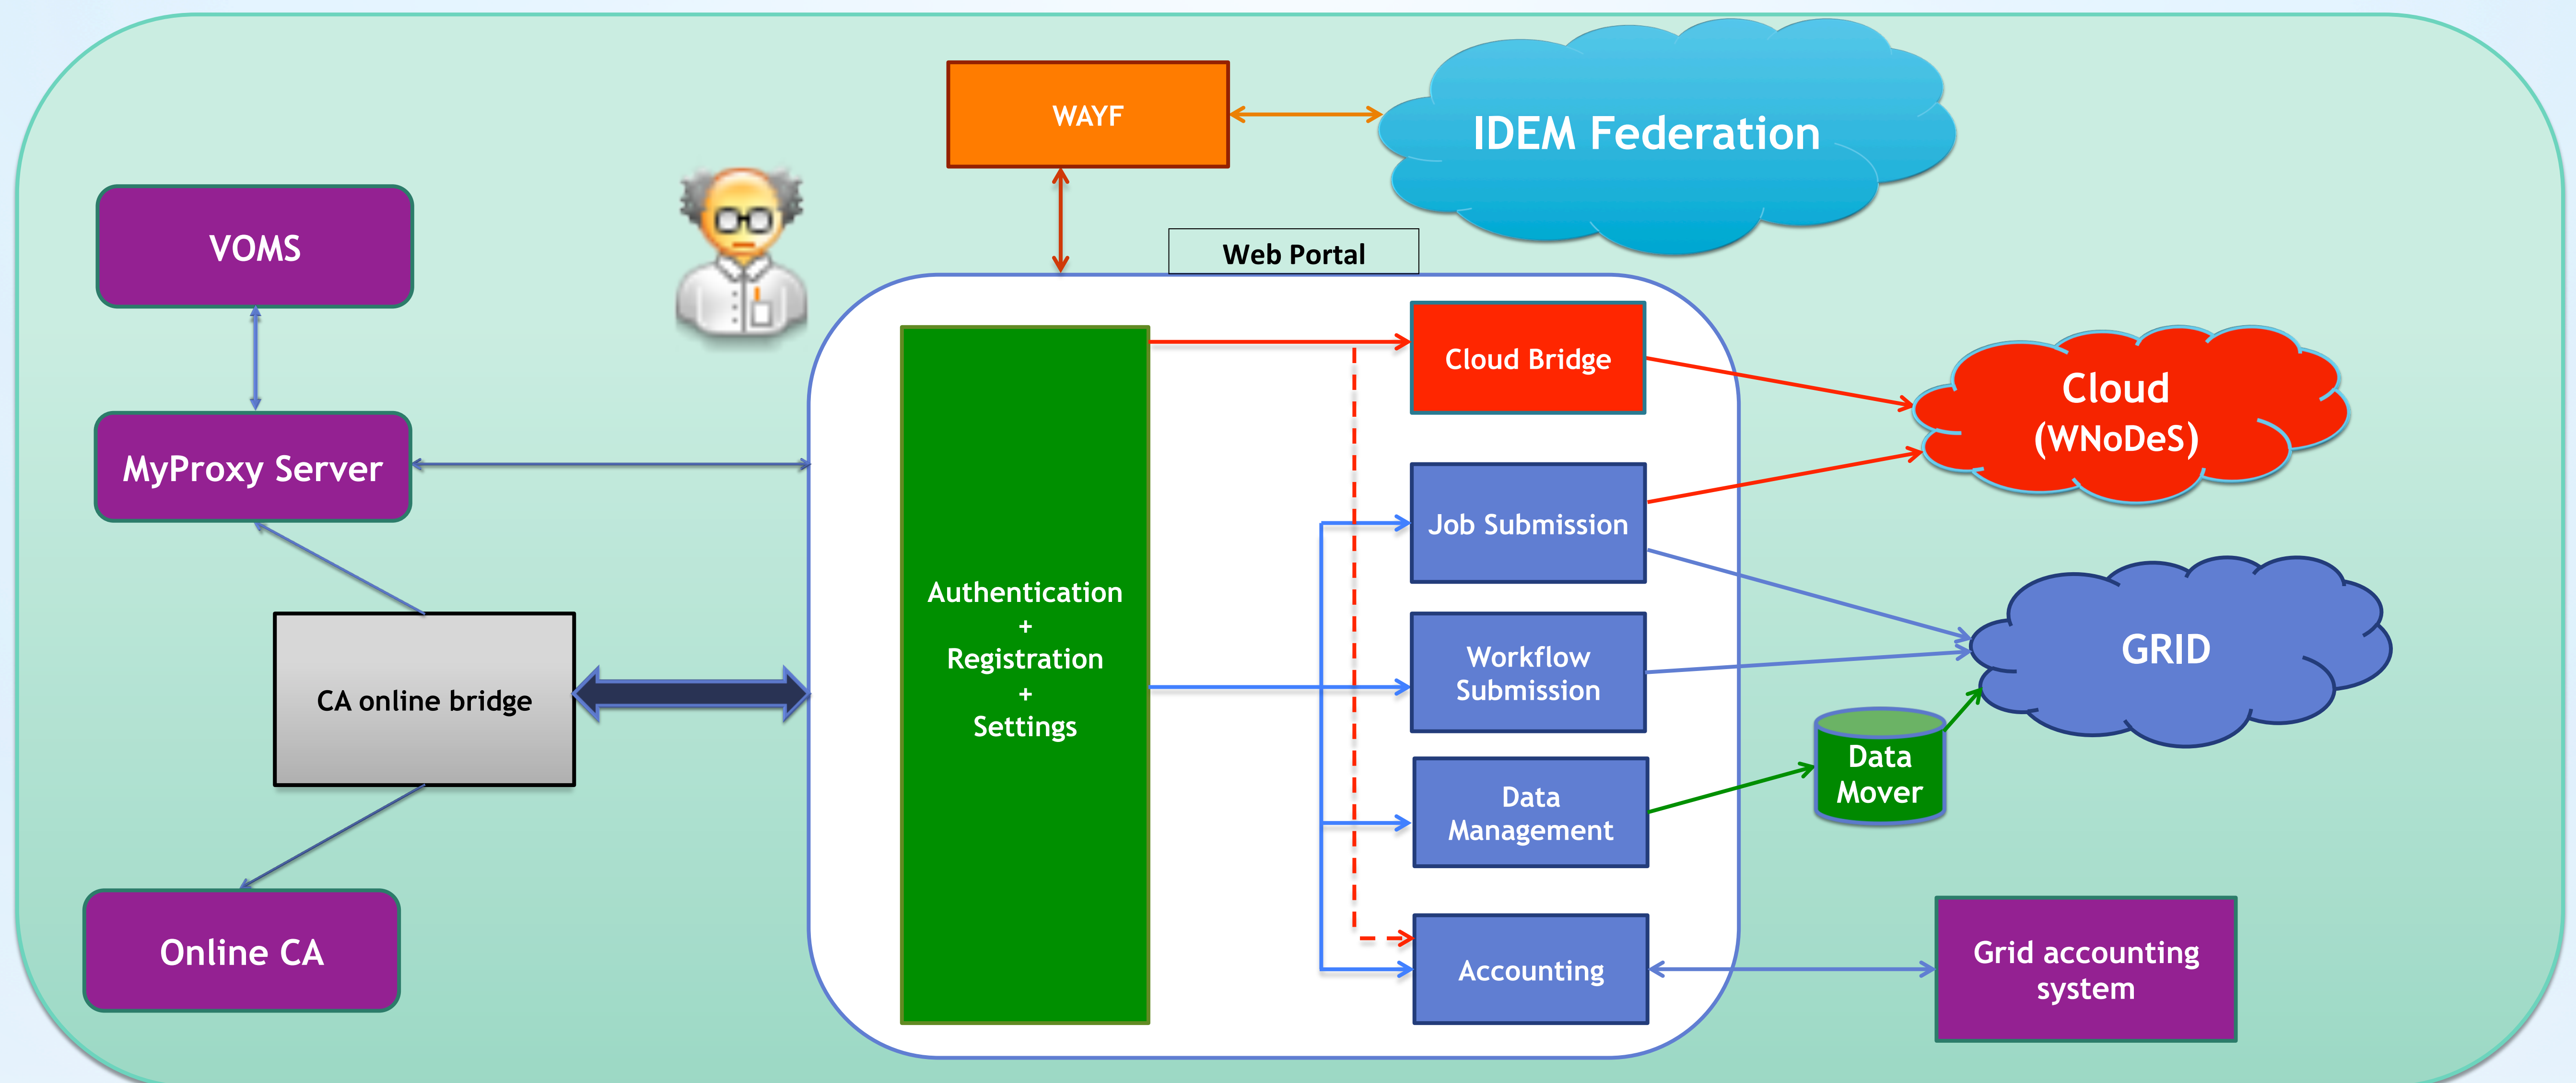 WAYF
IDEM Federation
VOMS
Web Portal
MyProxy Server
CA online bridge
Online CA
Authentication
+
Registration
+
Settings
Cloud Bridge
Job Submission
Workflow
Submission
Data
Management
Accounting
Cloud
(WNoDeS)
GRID
Data
Mover
Grid accounting
system